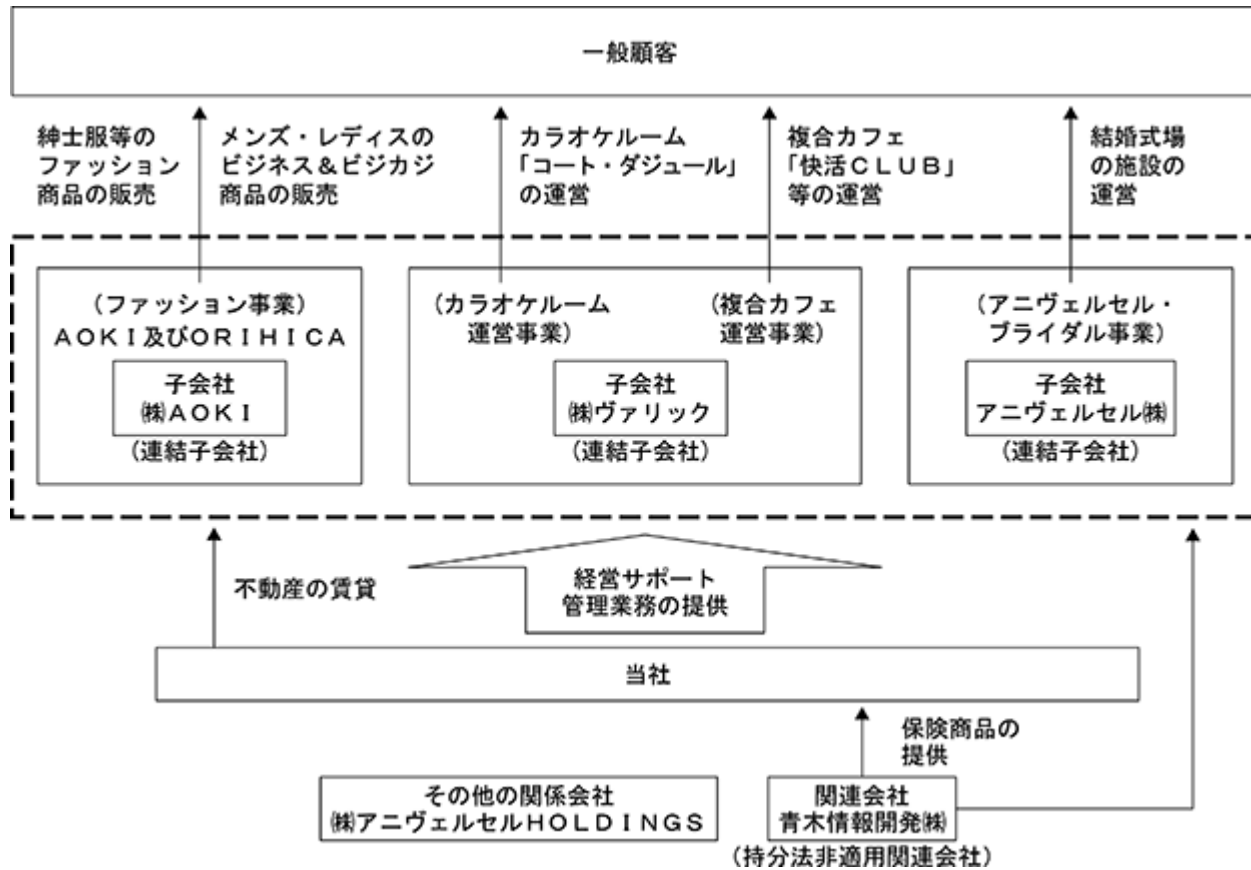 一般顧客
紳士服等の
ファッション
商品の販売
メンズ・レディスの
ビジネス＆ビジカジ
商品の販売
カラオケルーム
「コート・ダジュール」
の運営
複合カフェ
「快活ＣＬＵＢ」
等の運営
結婚式場
の施設の
運営
（ファッション事業）
ＡＯＫＩ及びＯＲＩＨＩＣＡ
子会社
㈱ＡＯＫＩ
（連結子会社）
（カラオケルーム
運営事業）
（複合カフェ
運営事業）
子会社
㈱ヴァリック
（連結子会社）
（アニヴェルセル・
ブライダル事業）
子会社
アニヴェルセル㈱
（連結子会社）
不動産の賃貸
経営サポート
管理業務の提供
当社
保険商品の
提供
その他の関係会社
㈱アニヴェルセルＨＯＬＤＩＮＧＳ
関連会社
青木情報開発㈱
（持分法非適用関連会社）